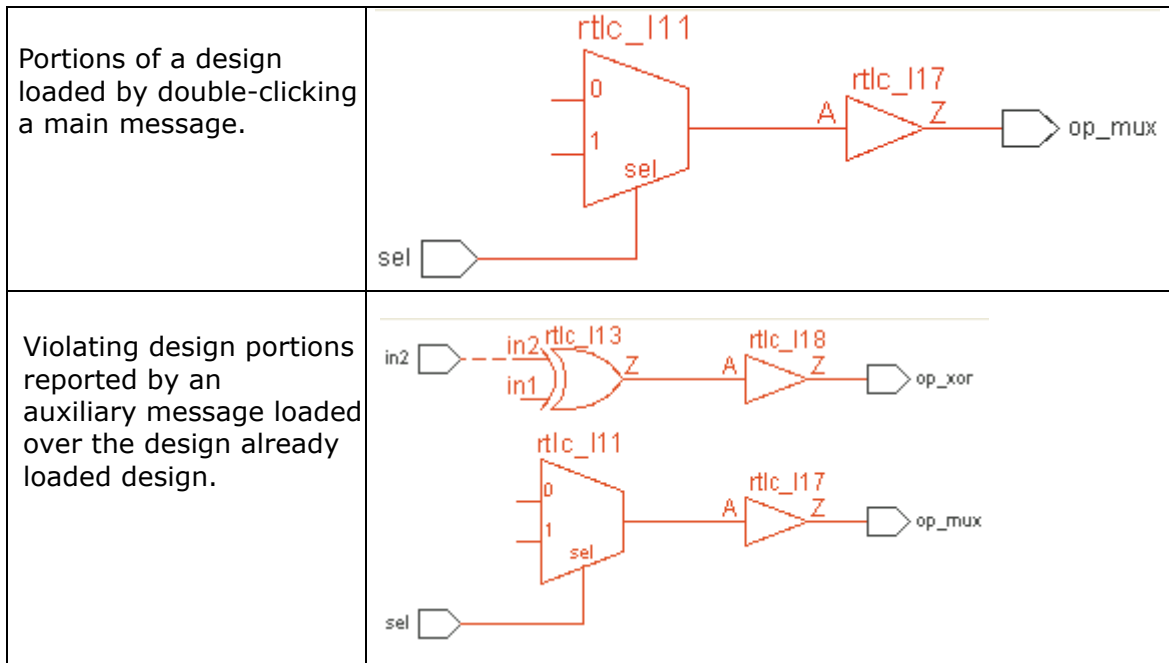 Portions of a design
loaded by double-clicking
a main message.
rtlc_I11
0
1
sel
rtlc_I17
A
Z
op_mux
sel
Violating design portions
reported by an
auxiliary message loaded
over the design already
loaded design.
in2
in2
in1
rtlc_I13
Z
rtlc_I18
A
Z
op_xor
rtlc_I11
0
1
sel
rtlc_I17
A
Z
op_mux
sel